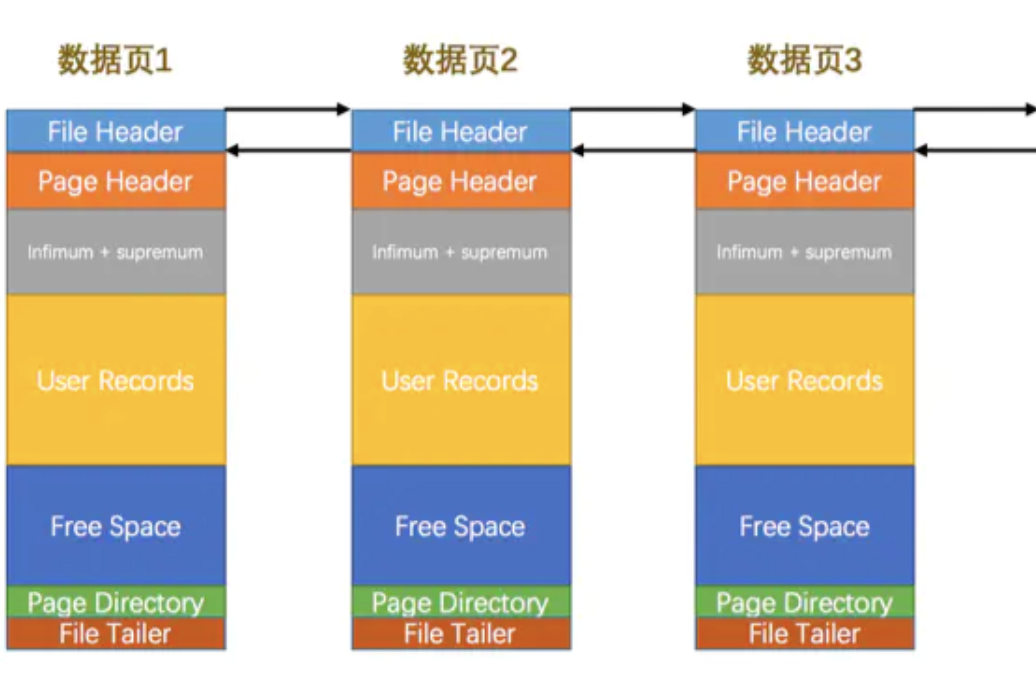 数据页1
数据页2
数据页3
File Header
File Header
File Header
Page Header
Page Header
Page Header
Infimum + supremum
Infimum + supremum
Infimum + supremum
User Records
User Records
User Records
Free Space
Free Space
Free Space
Page Directory
Page Directory
Page Directory
File Tailer
File Tailer
File Tailer